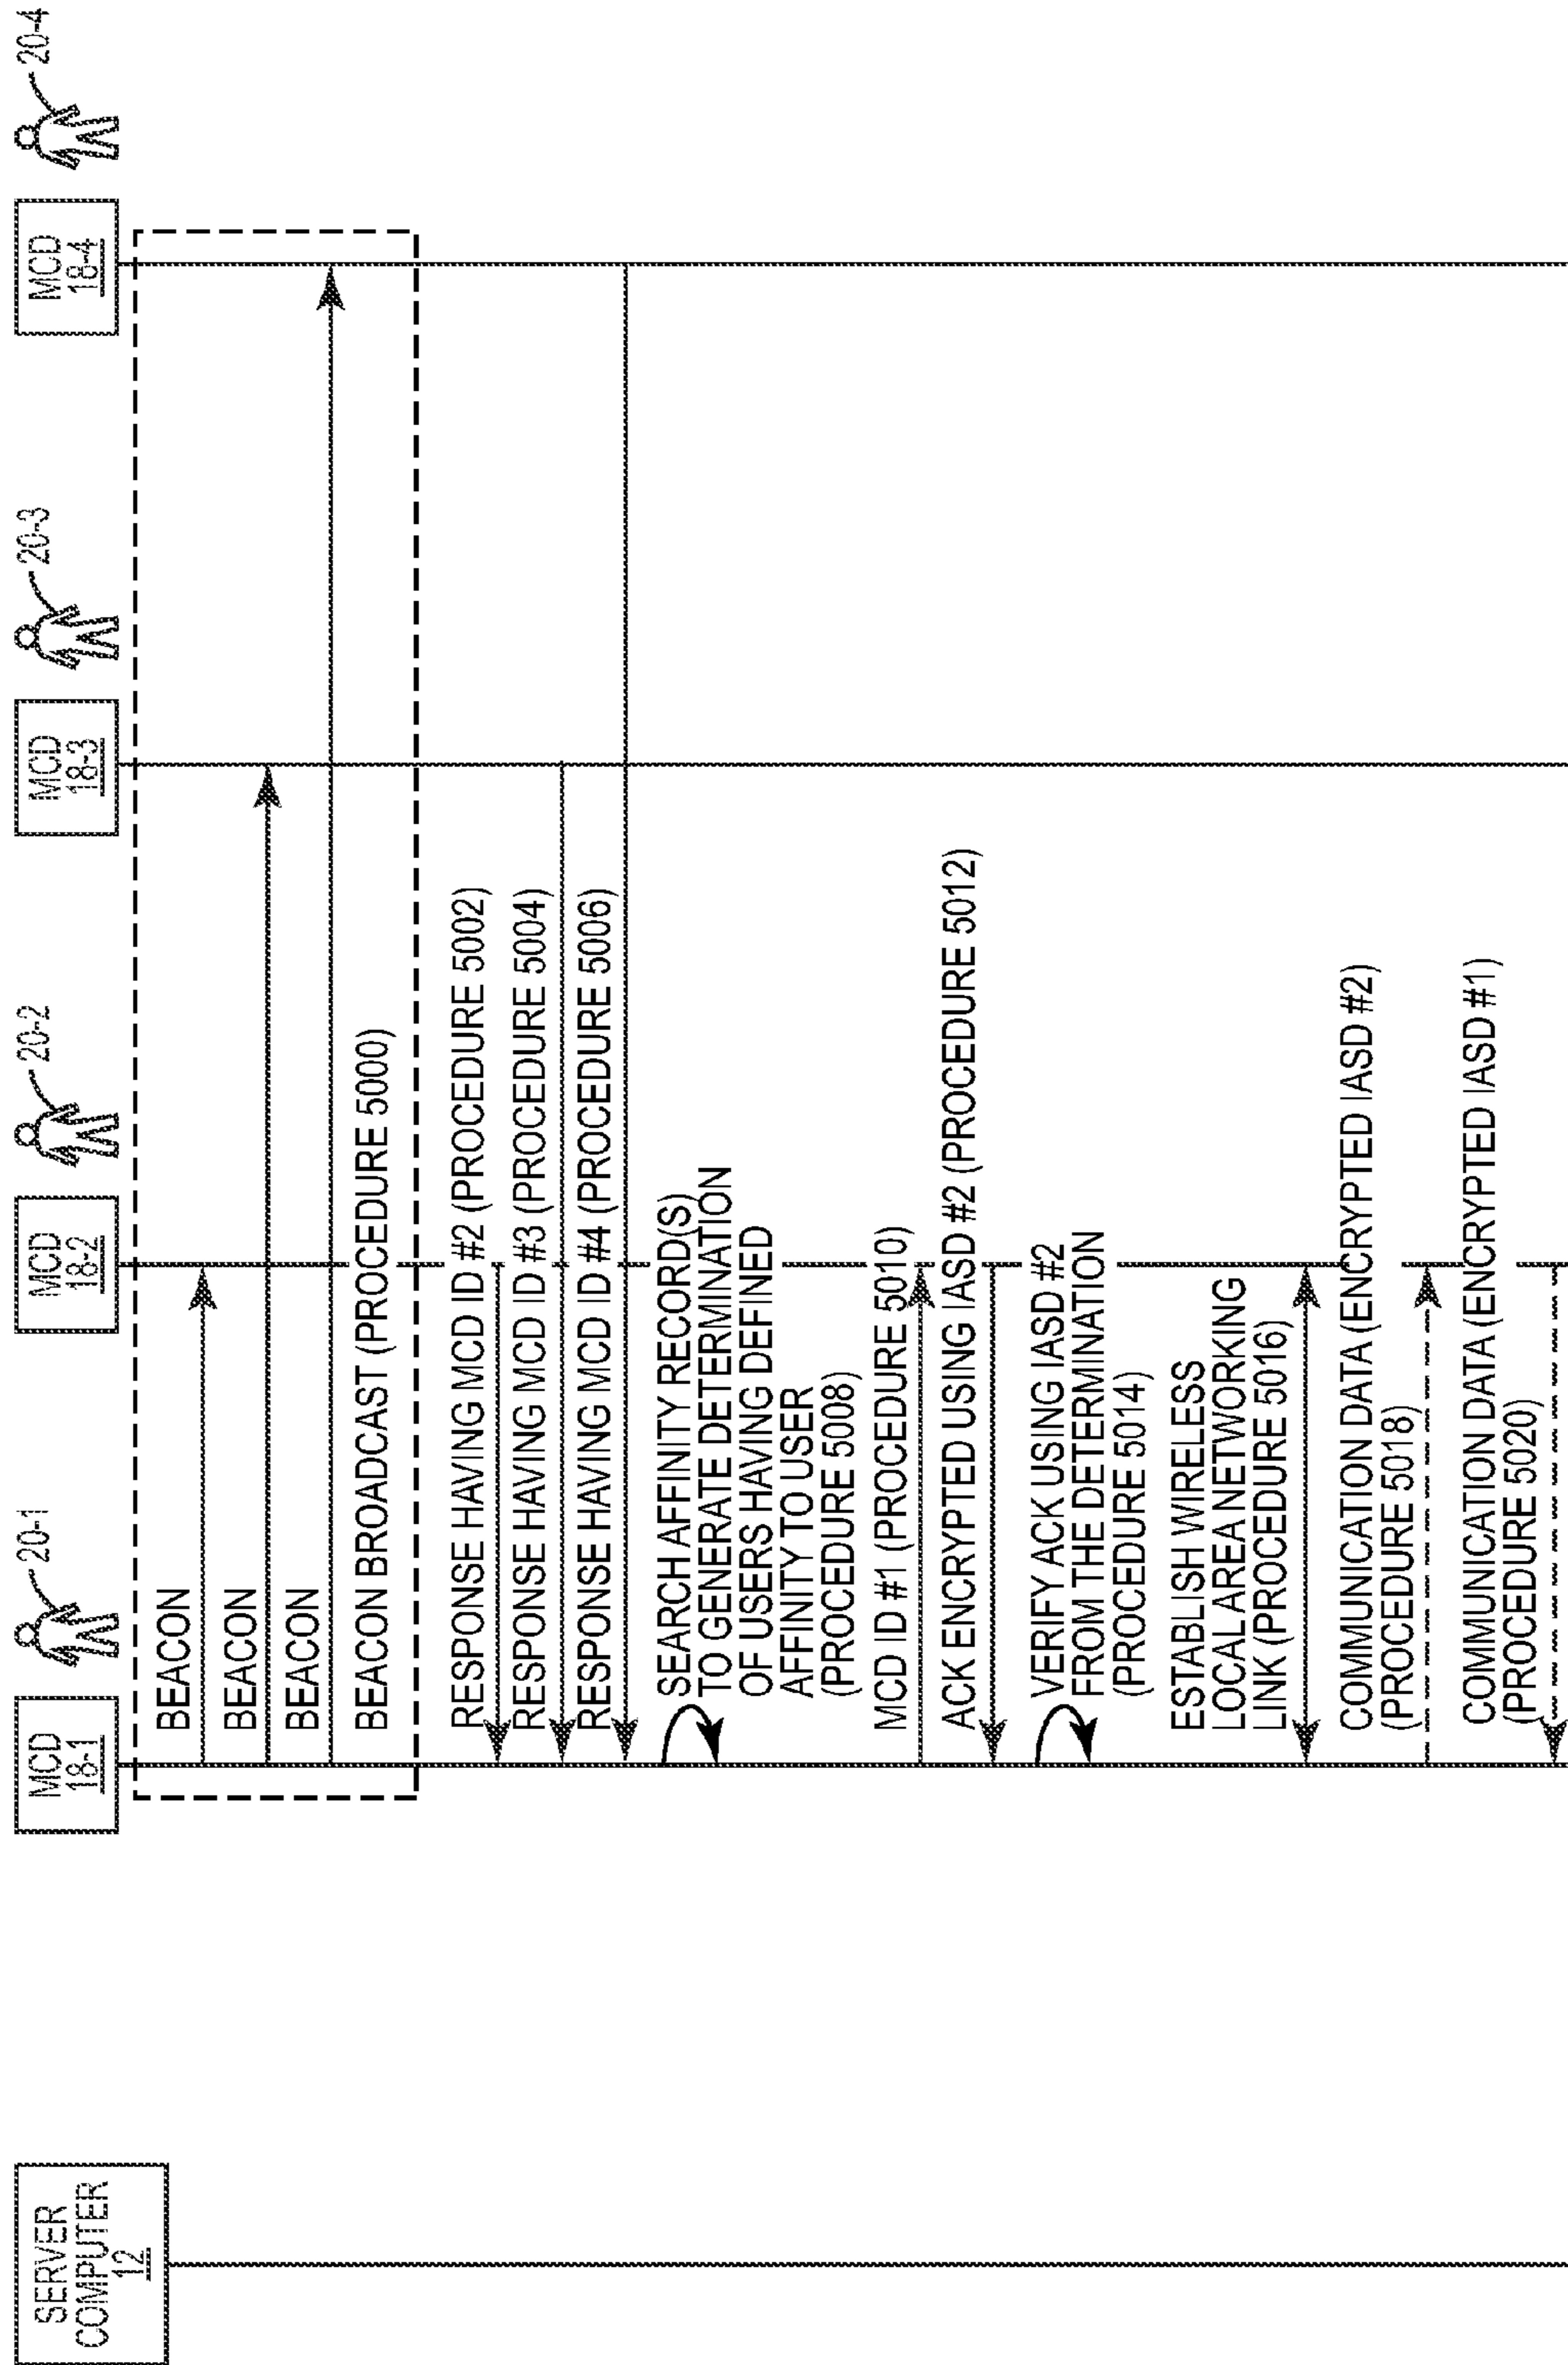 SERVER
COMPUTER
12
MCD
18-1
20-1
MCD
18-2
20-2
MCD
18-3
20-3
MCD
18-4
20-4
BEACON
BEACON
BEACON
BEACON BROADCAST (PROCEDURE 5000)
RESPONSE HAVING MCD ID #2 (PROCEDURE 5002)
RESPONSE HAVING MCD ID #3 (PROCEDURE 5004)
RESPONSE HAVING MCD ID #4 (PROCEDURE 5006)
SEARCH AFFINITY RECORD(S)
TO GENERATE DETERMINATION
OF USERS HAVING DEFINED
AFFINITY TO USER
(PROCEDURE 5008)
MCD ID #1 (PROCEDURE 5010)
ACK ENCRYPTED USING IASD #2 (PROCEDURE 5012)
VERIFY ACK USING IASD #2
FROM THE DETERMINATION
(PROCEDURE 5014)
ESTABLISH WIRELESS
LOCAL AREA NETWORKING
LINK (PROCEDURE 5016)
COMMUNICATION DATA (ENCRYPTED IASD #2)
(PROCEDURE 5018)
COMMUNICATION DATA (ENCRYPTED IASD #1)
(PROCEDURE 5020)